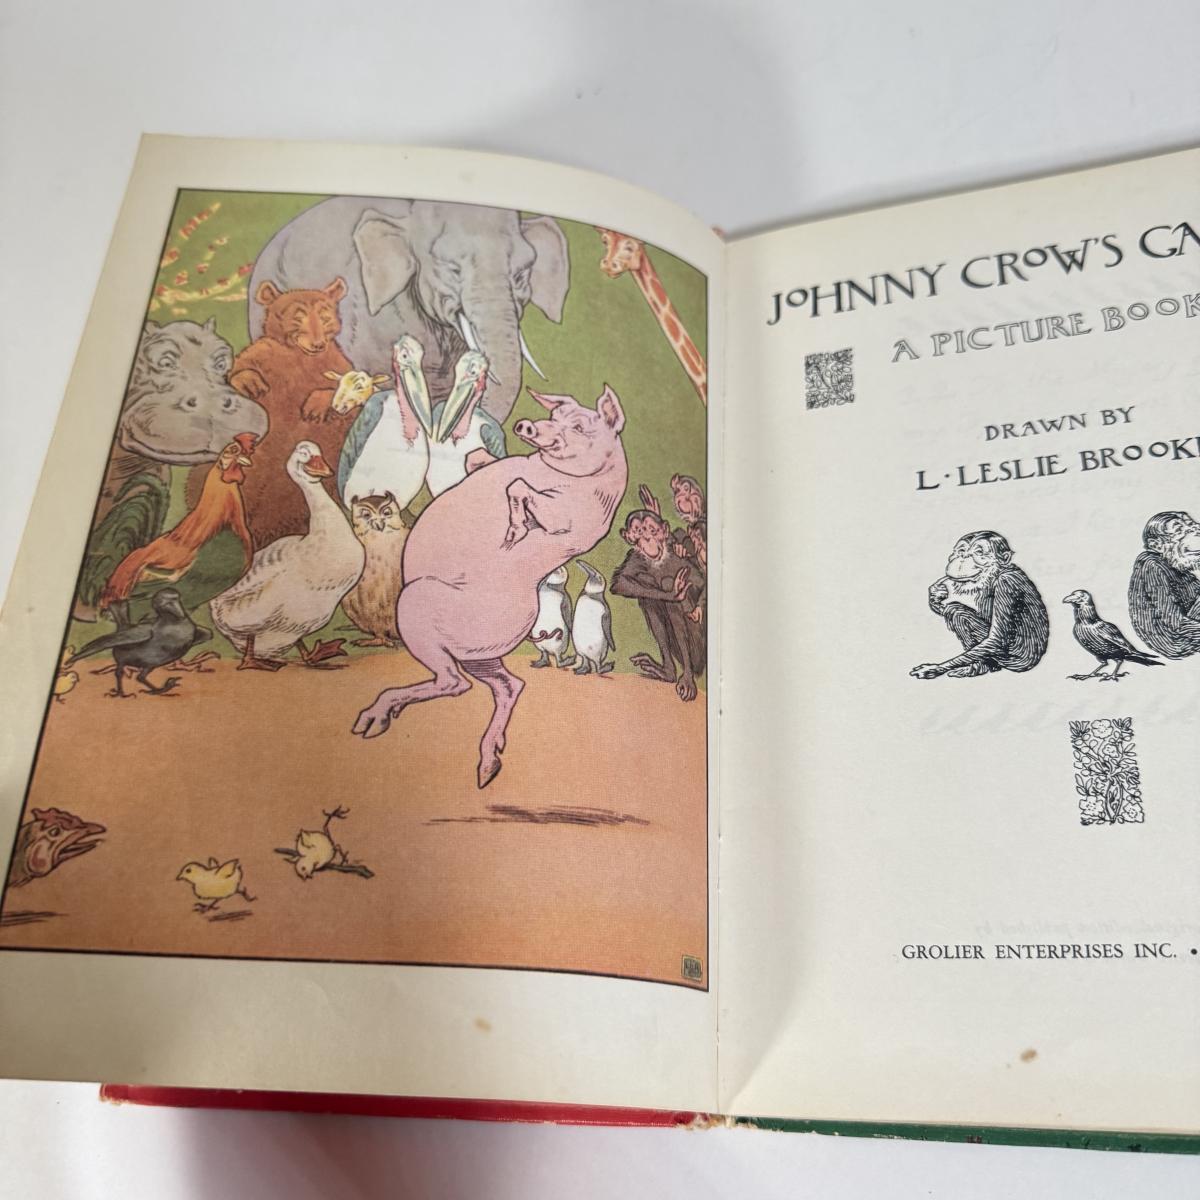 JOHNNY CROW'S GA
A PICTURE BOOK
DRAWN BY
L·LESLIE BROOKE
GROLIER ENTERPRISES INC. •